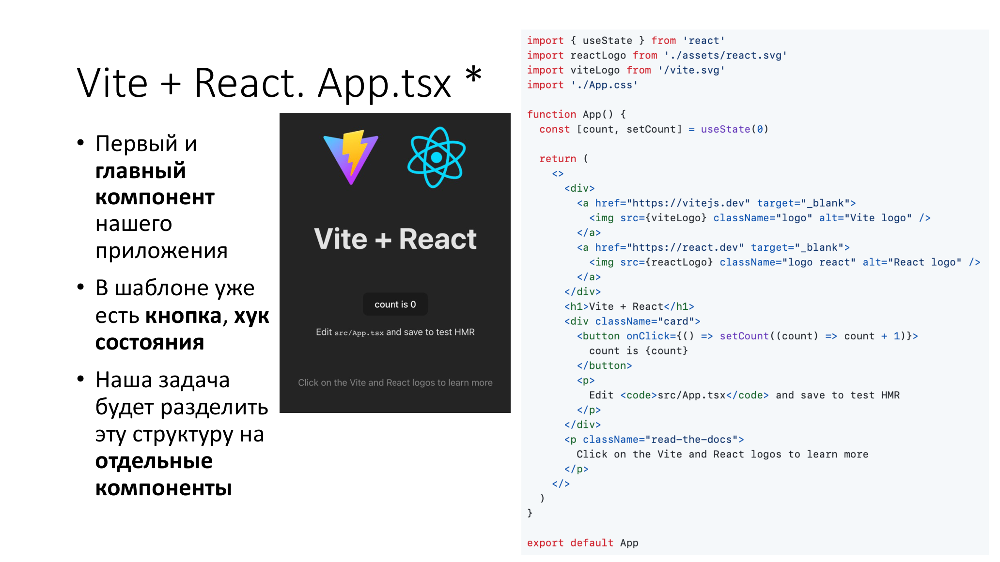 Vite + React. App.tsx *
• Первый и
главный
компонент
нашего
приложения
• В шаблоне уже
есть кнопка, хук
состояния
• Наша задача
будет разделить
эту структуру на
отдельные
компоненты
Vite + React
count is 0
Edit src/App.tsx and save to test HMR
Click on the Vite and React logos to learn more
import { useState } from 'react'
import reactLogo from './assets/react.svg'
import viteLogo from '/vite.svg'
import './App.css'

function App() {
  const [count, setCount] = useState(0)

  return (
    <>
      <div>
        <a href="https://vitejs.dev" target="_blank">
          <img src={viteLogo} className="logo" alt="Vite logo" />
        </a>
        <a href="https://react.dev" target="_blank">
          <img src={reactLogo} className="logo react" alt="React logo" />
        </a>
      </div>
      <h1>Vite + React</h1>
      <div className="card">
        <button onClick={() => setCount((count) => count + 1)}>
          count is {count}
        </button>
        <p>
          Edit <code>src/App.tsx</code> and save to test HMR
        </p>
      </div>
      <p className="read-the-docs">
        Click on the Vite and React logos to learn more
      </p>
    </>
  )
}

export default App